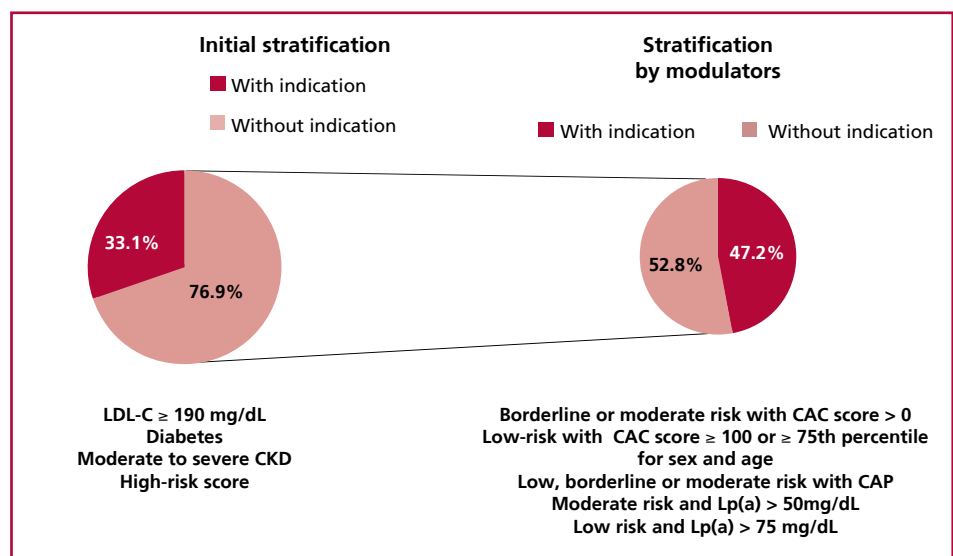 Initial stratification
With indication
Without indication
33.1%
76.9%
LDL-C ≥ 190 mg/dL
Diabetes
Moderate to severe CKD
High-risk score
Stratification
by modulators
With indication
Without indication
52.8%
47.2%
Borderline or moderate risk with CAC score > 0
Low-risk with CAC score ≥ 100 or ≥ 75th percentile
for sex and age
Low, borderline or moderate risk with CAP
Moderate risk and Lp(a) > 50mg/dL
Low risk and Lp(a) > 75 mg/dL